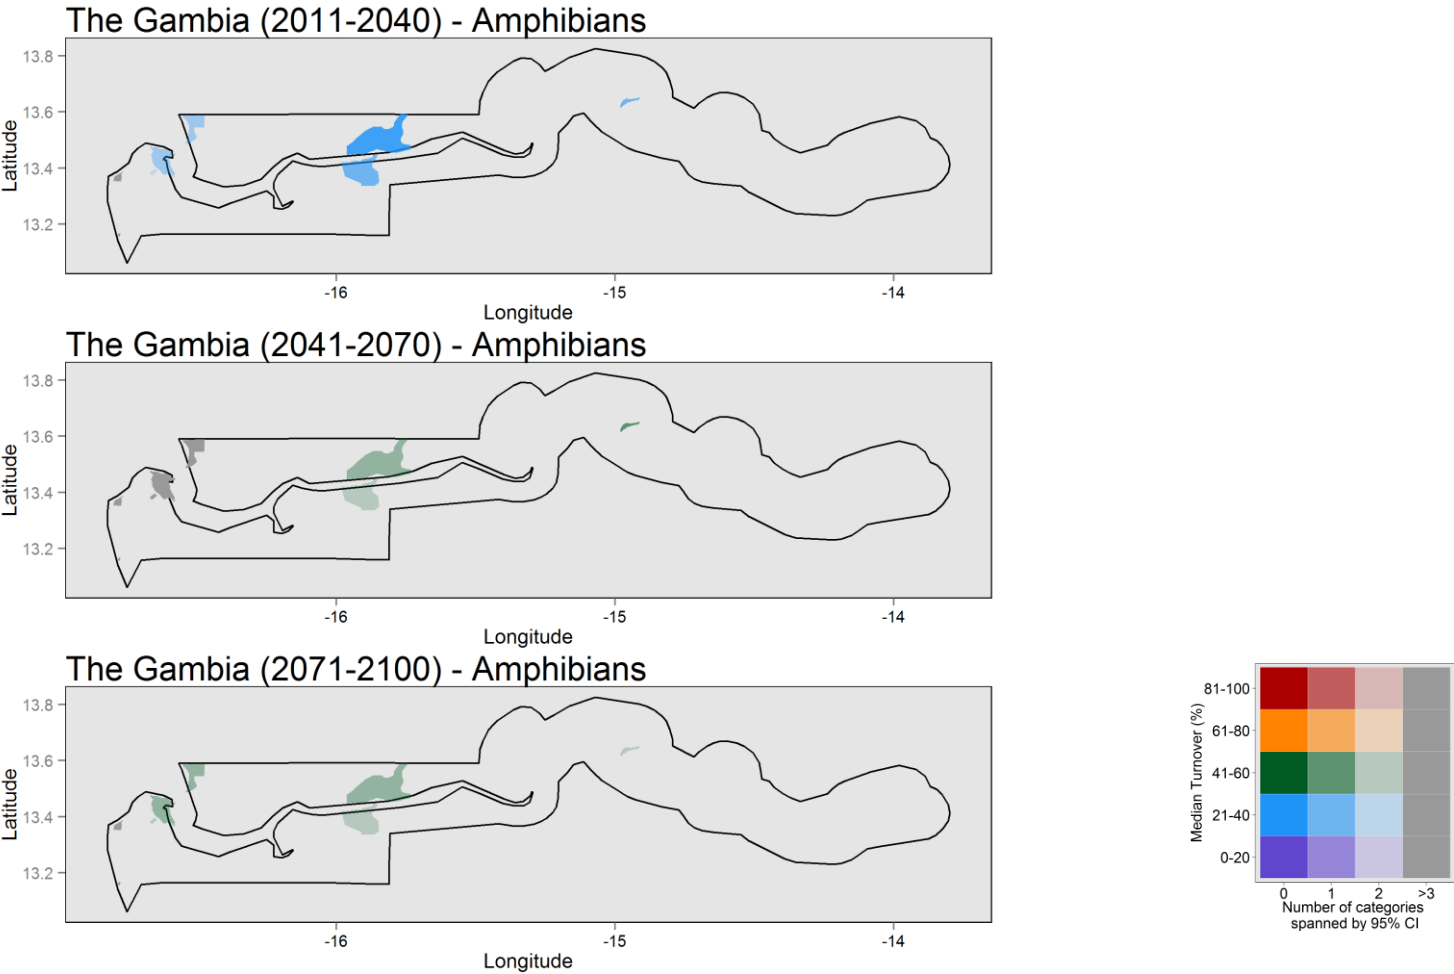 The Gambia (2011-2040) - Amphibians
13.8
13.6
13.4
13.2
Latitude
-16
-15
-14
Longitude
The Gambia (2041-2070) - Amphibians
13.8
13.6
13.4
13.2
Latitude
-16
-15
-14
Longitude
The Gambia (2071-2100) - Amphibians
13.8
13.6
13.4
13.2
Latitude
-16
-15
-14
Longitude
Median Turnover (%)
81-100
61-80
41-60
21-40
0-20
0
1
2
>3
Number of categories
spanned by 95% CI